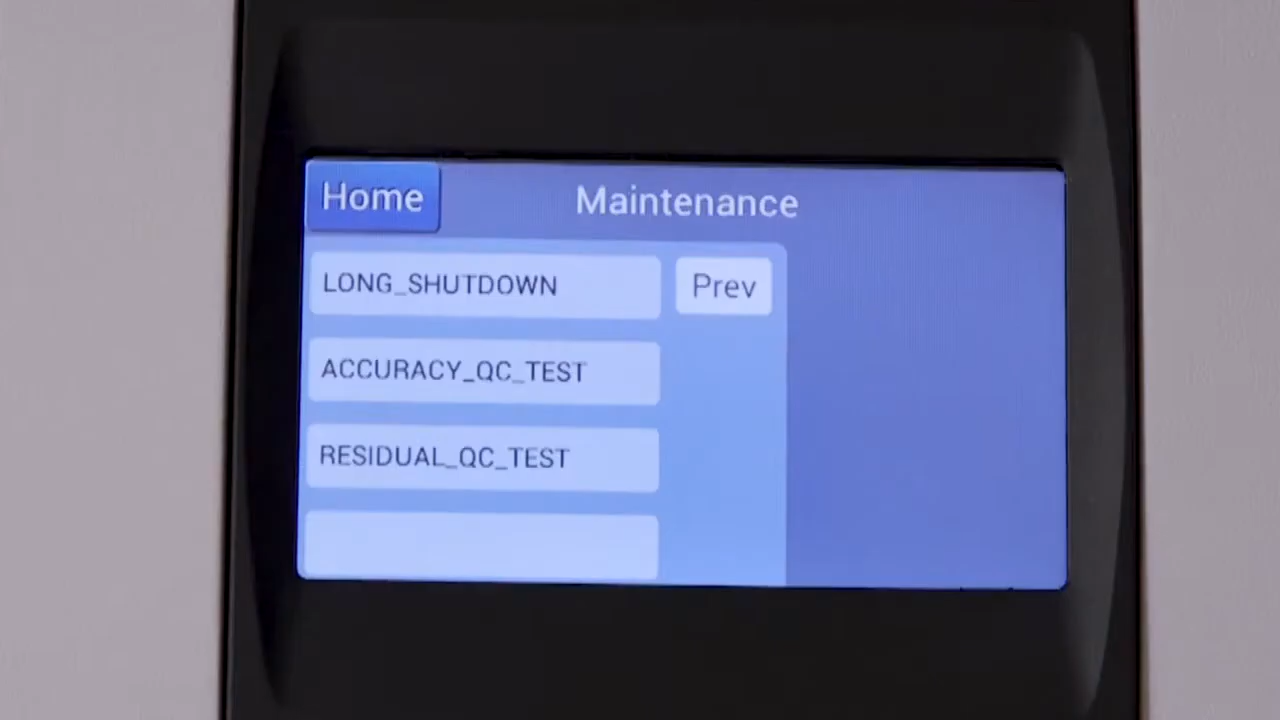 Home
Maintenance
LONG_SHUTDOWN
Prev
ACCURACY_QC_TEST
RESIDUAL_QC_TEST